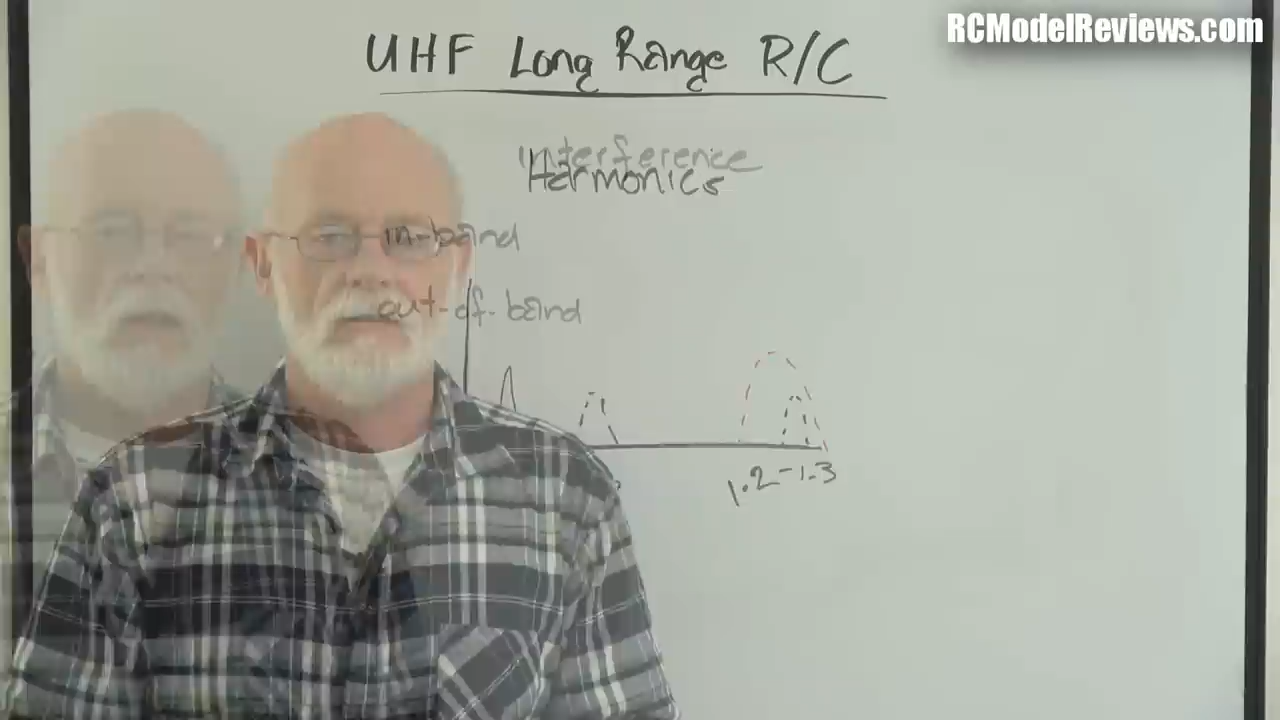 RCModelReviews.com
UHF Long Range R/C
Interference
Harmonics
in-band
out-of-band
1.2-1.3